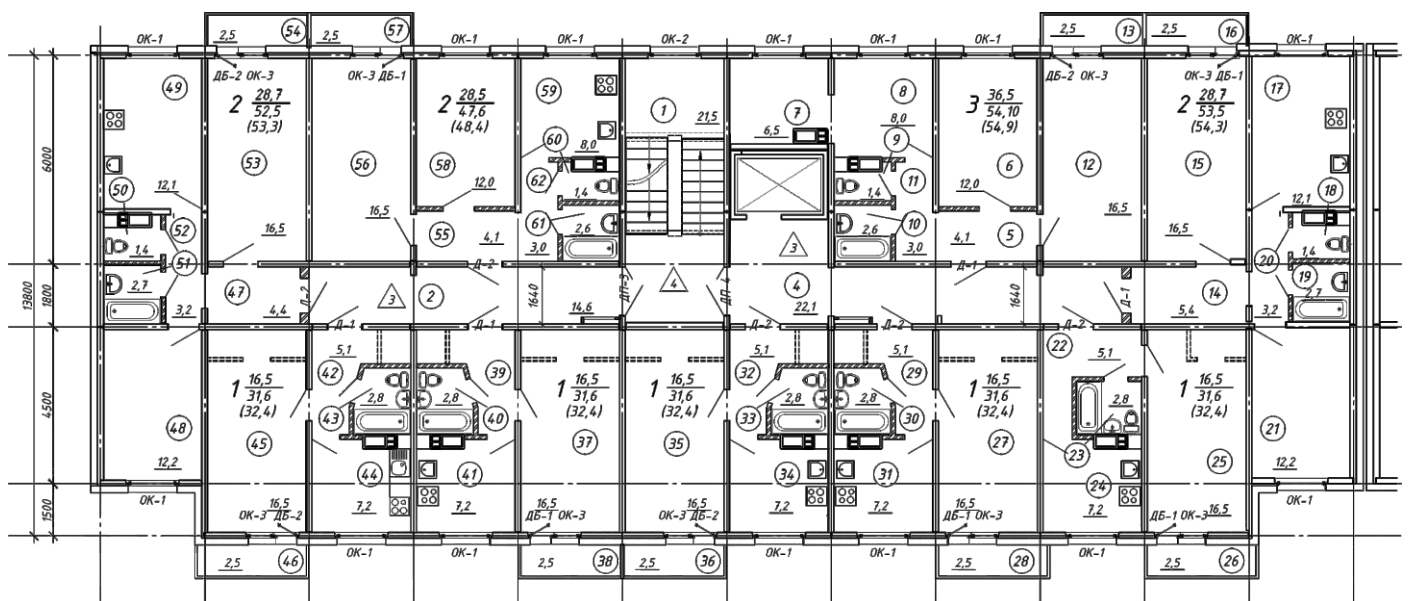 2,5 54 2,5 57
2,5 13 2,5 16
ОК-1 ОК-1 ОК-1 ОК-2 ОК-1 ОК-1 ОК-1 ОК-1
ДБ-2 ОК-3 ОК-3 ДБ-1 ДБ-2 ОК-3 ОК-3 ДБ-1
49 2 28,7 52,5 (53,3)
2 28,5 47,6 (48,4)
59 1 21,5 7 6,5 8 8,0
3 36,5 54,10 (54,9)
2 28,7 53,5 (54,3)
17
53 56 58 60 8,0 9 6 12 15
50 12,1 12,0 62 1,4 1,4 11 12,0 12,1 18
52 16,5 55 61 10 5 16,5
1,4 16,5 4,1 3,0 2,6 3 2,6 3,0 4,1 16,5 20 1,4
51 Д-2 Д-1 19
2,7 47 Д-2 3 2 1640 ДП-3 4 ДП-4 4 1640 Д-1 14 2,7
3,2 4,4 14,6 22,1 5,4 3,2
Д-1 Д-1 Д-2 Д-2 Д-2
5,1 5,1 5,1 22 5,1
42 39 32 29
1 16,5 31,6 (32,4)
1 16,5 31,6 (32,4)
1 16,5 31,6 (32,4)
1 16,5 31,6 (32,4)
43 2,8 2,8 40 33 2,8 2,8 30 2,8
48 45 37 35 27 23 21
44 41 34 31 24 25
12,2 12,2
16,5 7,2 7,2 16,5 16,5 7,2 7,2 16,5 7,2 16,5
ОК-1 ОК-3 ДБ-2 ДБ-1 ОК-3 ОК-3 ДБ-2 ДБ-1 ОК-3 ДБ-1 ОК-3 ОК-1
ОК-1 ОК-1 ОК-1 ОК-1 ОК-1
2,5 46 2,5 38 2,5 36 2,5 28 2,5 26
13800
6000
1800
4500
1500